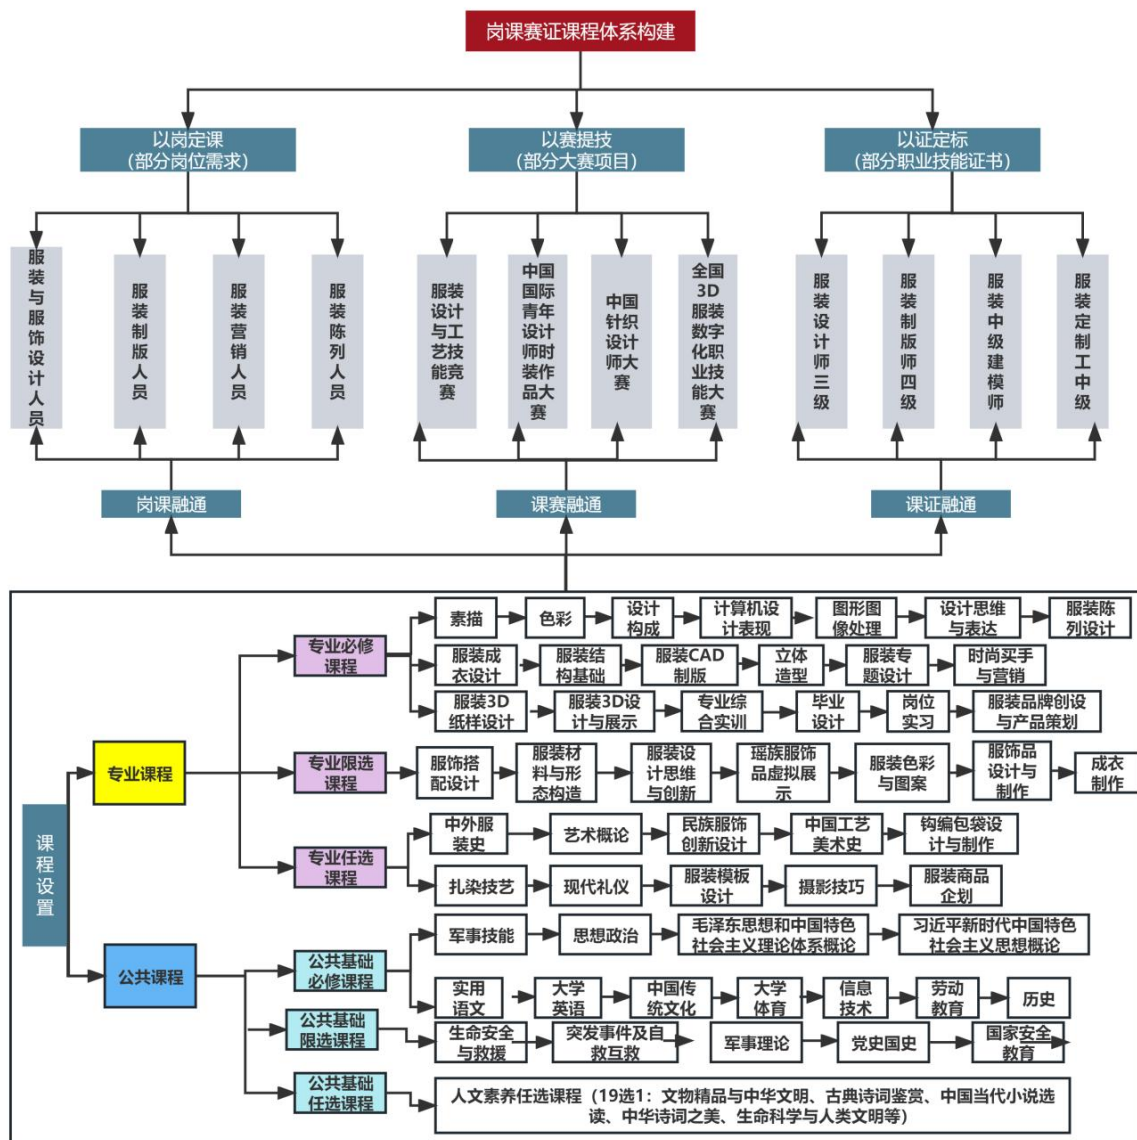 岗课赛证课程体系构建
以岗定课
（部分岗位需求）
以赛提技
（部分大赛项目）
以证定标
（部分职业技能证书）
服装与服饰设计人员
服装制版人员
服装营销人员
服装陈列人员
服装
设计
与工
艺技
能竞
赛
中国
国际
青年
设计
师时
装作
品大
赛
中国
针织
设计
师大
赛
全国
3D
服装
数字
化职
业技
能大
赛
服装设计师三级
服装制版师四级
服装中级建模师
服装定制工中级
岗课融通
课赛融通
课证融通
课程设置
专业课程
专业必修
课程
素描
色彩
设计
构成
计算机设
计表现
图形图
像处理
设计思维
与表达
服装陈
列设计
服装成
衣设计
服装结
构基础
服装CAD
制版
立体
造型
服装专
题设计
时尚买手
与营销
服装3D
纸样设计
服装3D设
计与展示
专业综
合实训
毕业
设计
岗位
实习
服装品牌创设
与产品策划
专业限选
课程
服饰搭
配设计
服装材
料与形
态构造
服装设
计思维
与创新
瑶族服饰
品虚拟展
示
服装色彩
与图案
服饰品
设计与
制作
成衣
制作
专业任选
课程
中外服
装史
艺术概论
民族服饰
创新设计
中国工艺
美术史
钩编包袋设
计与制作
扎染技艺
现代礼仪
服装模板
设计
摄影技巧
服装商品
企划
公共课程
公共基础
必修课程
军事技能
思想政治
毛泽东思想和中国特色
社会主义理论体系概论
习近平新时代中国特色
社会主义思想概论
实用
语文
大学
英语
中国传
统文化
大学
体育
信息
技术
劳动
教育
历史
公共基础
限选课程
生命安全
与救援
突发事件及自
救互救
军事理论
党史国史
国家安全
教育
公共基础
任选课程
人文素养任选课程（19选1：文物精品与中华文明、古典诗词鉴赏、中国当代小说选
读、中华诗词之美、生命科学与人类文明等）